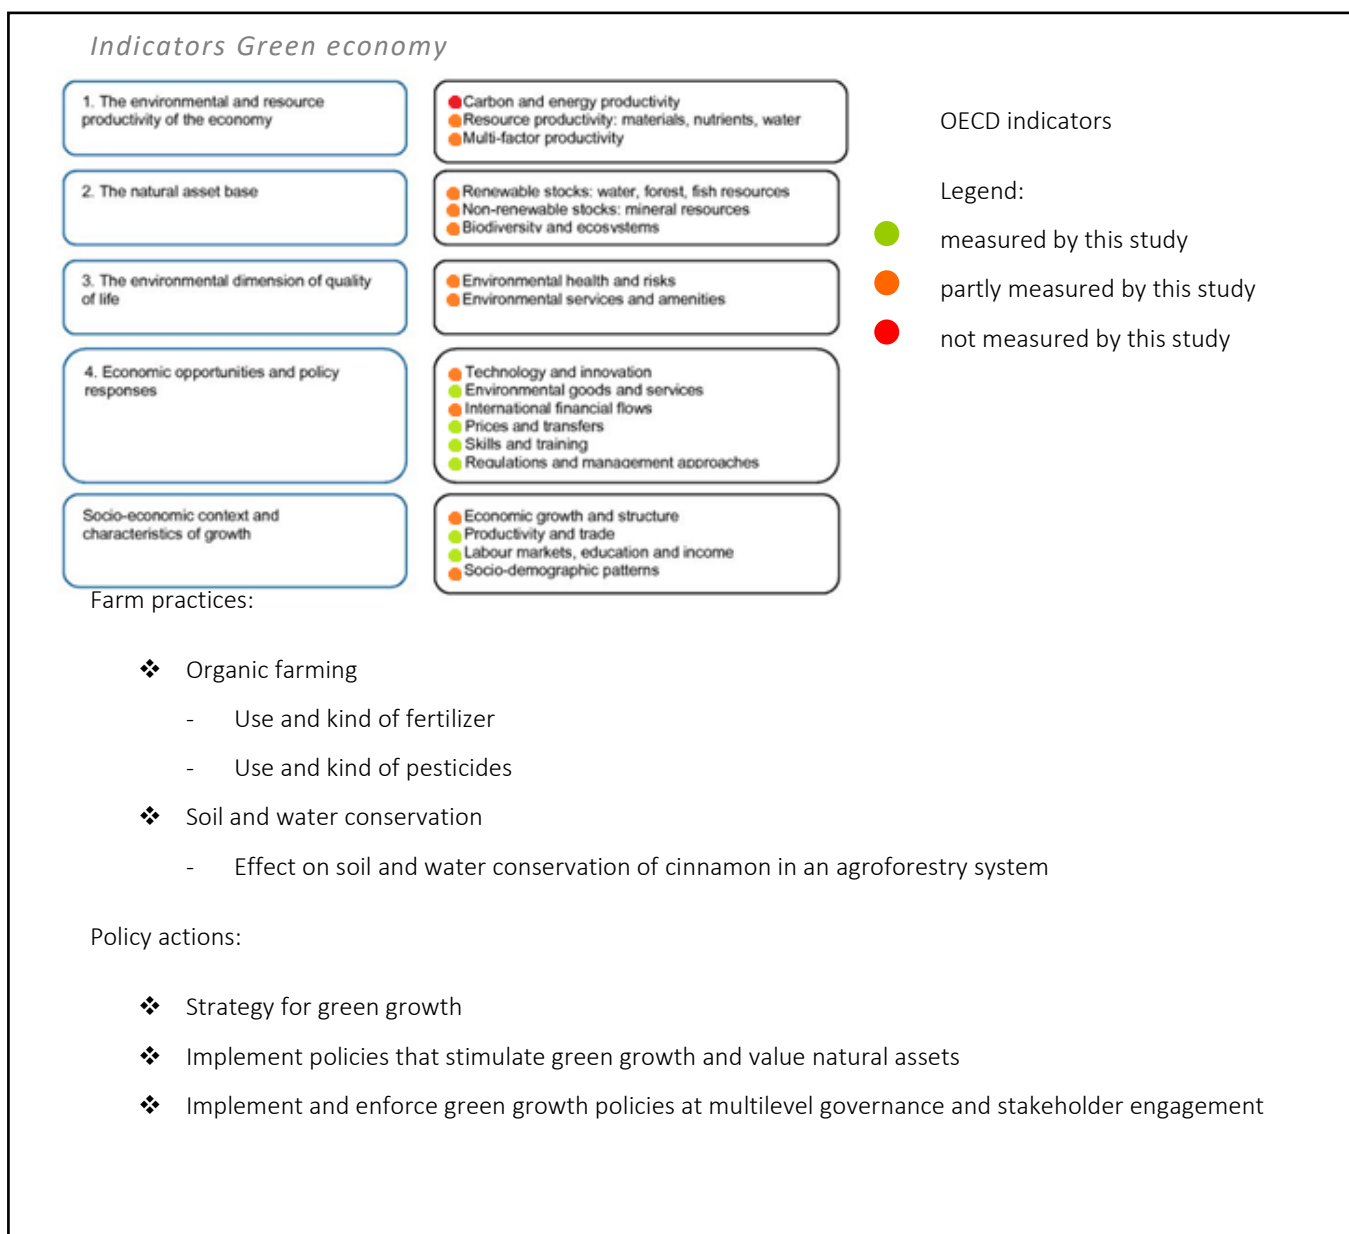 Indicators Green economy
1. The environmental and resource
productivity of the economy
Carbon and energy productivity
Resource productivity: materials, nutrients, water
Multi-factor productivity
2. The natural asset base
Renewable stocks: water, forest, fish resources
Non-renewable stocks: mineral resources
Biodiversity and ecosystems
3. The environmental dimension of quality
of life
Environmental health and risks
Environmental services and amenities
4. Economic opportunities and policy
responses
Technology and innovation
Environmental goods and services
International financial flows
Prices and transfers
Skills and training
Regulations and management approaches
Socio-economic context and
characteristics of growth
Economic growth and structure
Productivity and trade
Labour markets, education and income
Socio-demographic patterns
OECD indicators
Legend:
measured by this study
partly measured by this study
not measured by this study
Farm practices:
❖ Organic farming
- Use and kind of fertilizer
- Use and kind of pesticides
❖ Soil and water conservation
- Effect on soil and water conservation of cinnamon in an agroforestry system
Policy actions:
❖ Strategy for green growth
❖ Implement policies that stimulate green growth and value natural assets
❖ Implement and enforce green growth policies at multilevel governance and stakeholder engagement